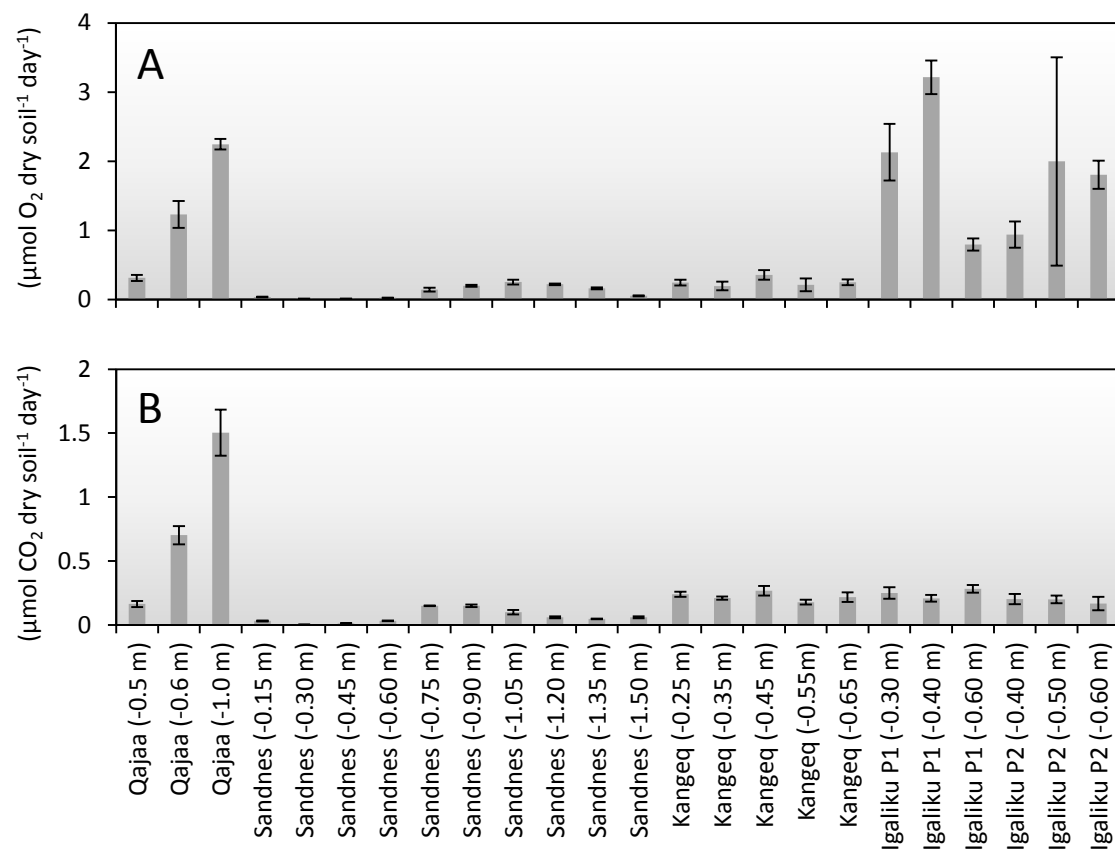 A
(µmol O₂ dry soil⁻¹ day⁻¹)
4
3
2
1
0
B
(µmol CO₂ dry soil⁻¹ day⁻¹)
2
1.5
1
0.5
0
Qajaa (-0.5 m)
Qajaa (-0.6 m)
Qajaa (-1.0 m)
Sandnes (-0.15 m)
Sandnes (-0.30 m)
Sandnes (-0.45 m)
Sandnes (-0.60 m)
Sandnes (-0.75 m)
Sandnes (-0.90 m)
Sandnes (-1.05 m)
Sandnes (-1.20 m)
Sandnes (-1.35 m)
Sandnes (-1.50 m)
Kangeq (-0.25 m)
Kangeq (-0.35 m)
Kangeq (-0.45 m)
Kangeq (-0.55m)
Kangeq (-0.65 m)
Igaliku P1 (-0.30 m)
Igaliku P1 (-0.40 m)
Igaliku P1 (-0.60 m)
Igaliku P2 (-0.40 m)
Igaliku P2 (-0.50 m)
Igaliku P2 (-0.60 m)